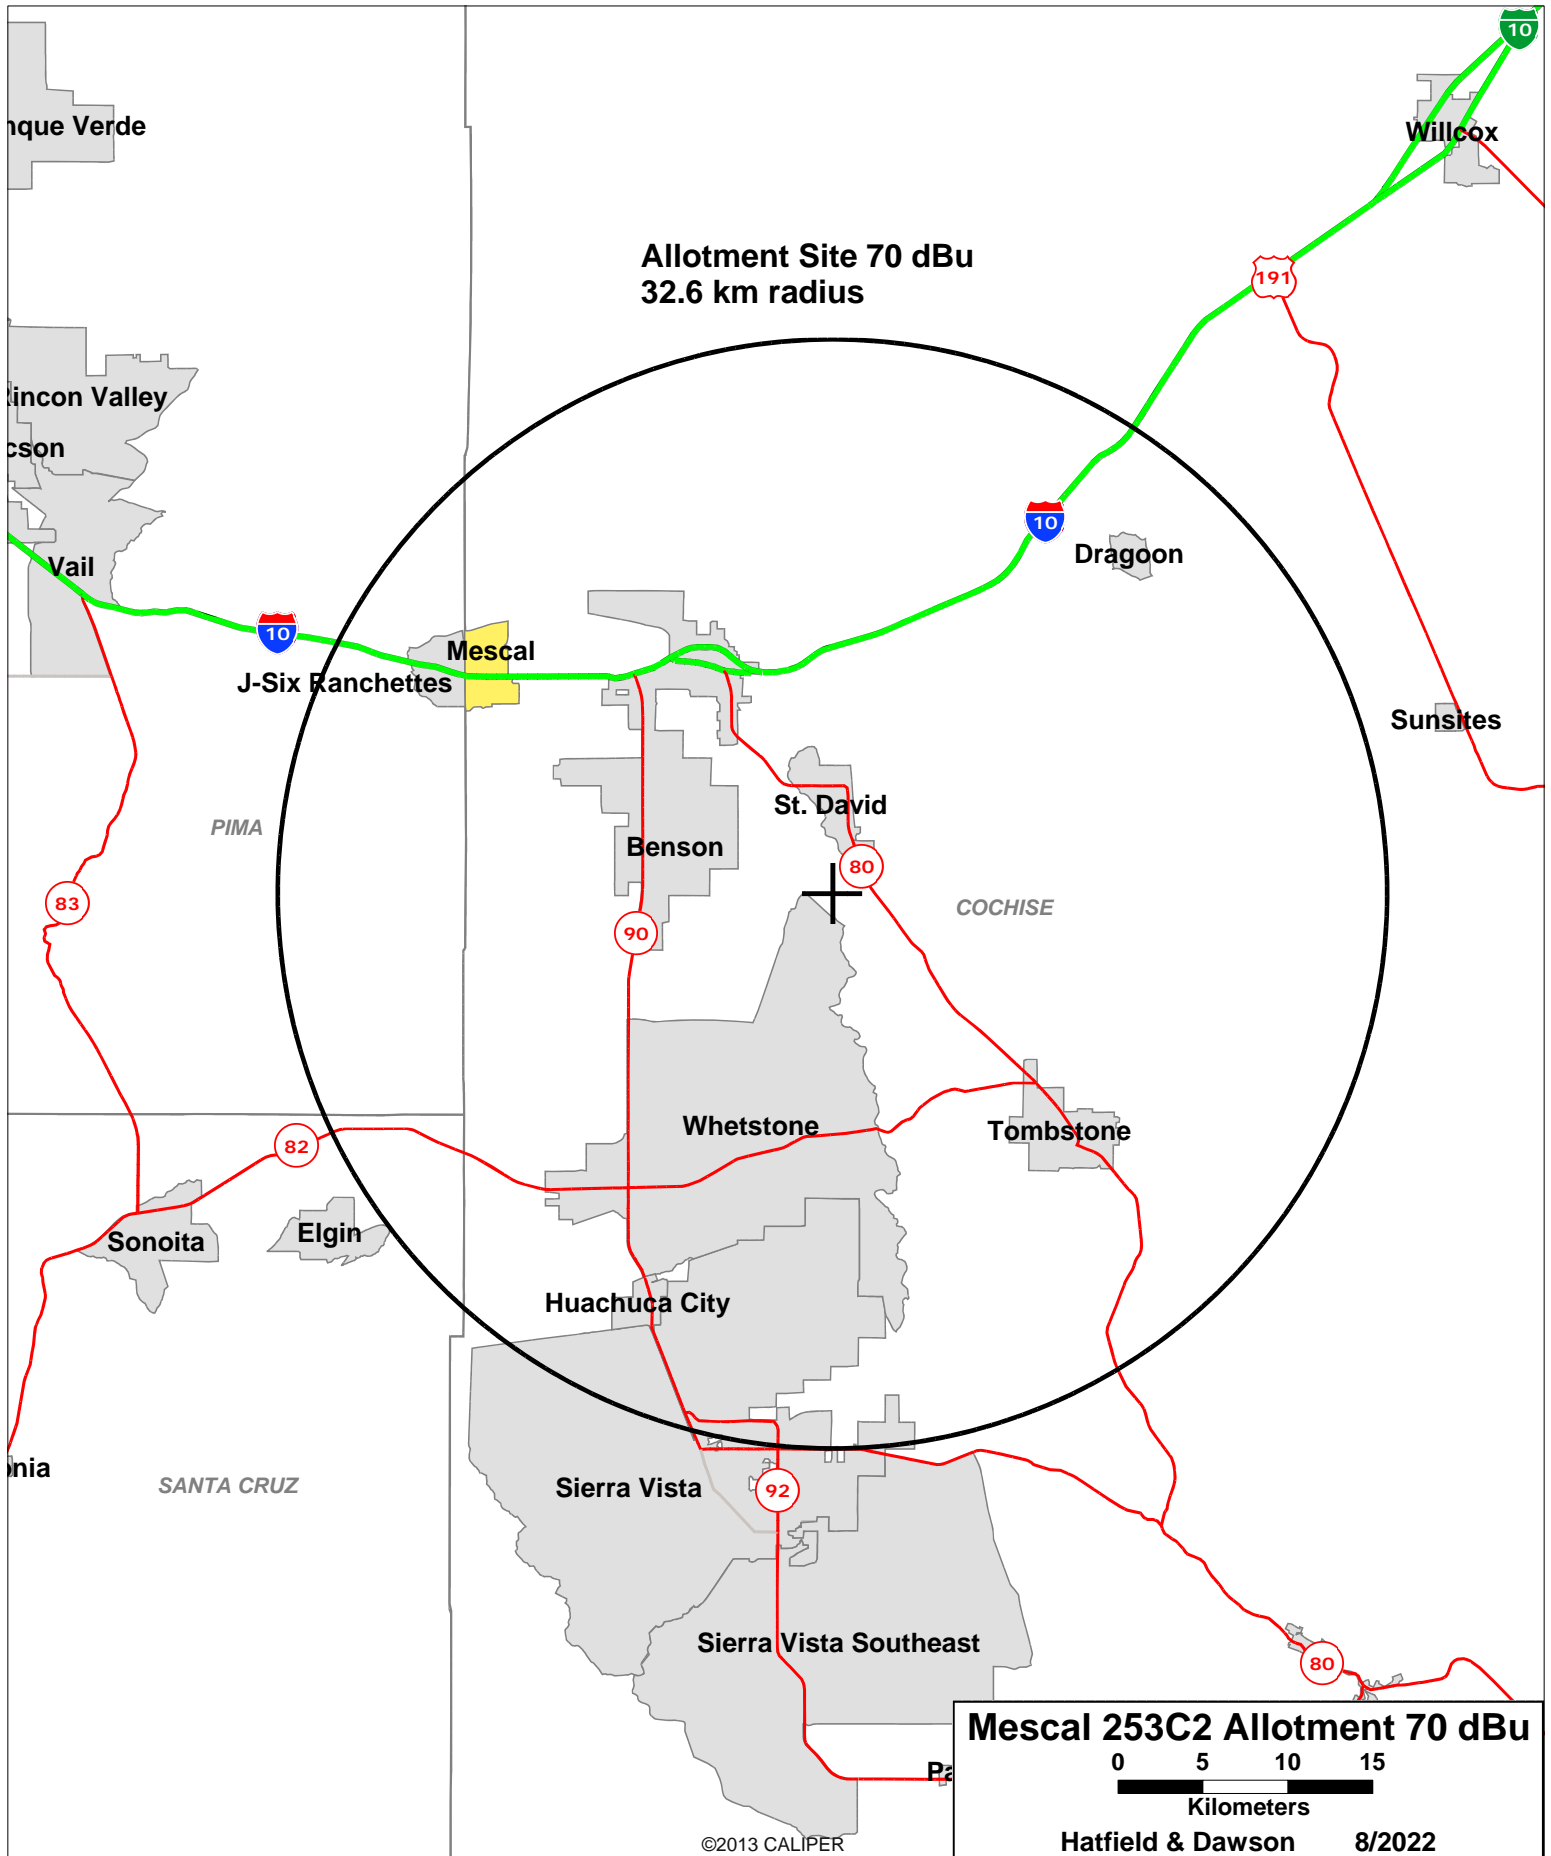 10
nque Verde
Willcox
Allotment Site 70 dBu
32.6 km radius
191
Rincon Valley
cson
10
Dragoon
Vail
10
Mescal
J-Six Ranchettes
Sunsites
St. David
PIMA
Benson
80
83
COCHISE
90
Whetstone
Tombstone
82
Sonoita
Elgin
Huachuca City
nia
SANTA CRUZ
Sierra Vista
92
Sierra Vista Southeast
80
Mescal 253C2 Allotment 70 dBu
0 5 10 15
Pa
Kilometers
Hatfield & Dawson 8/2022
©2013 CALIPER